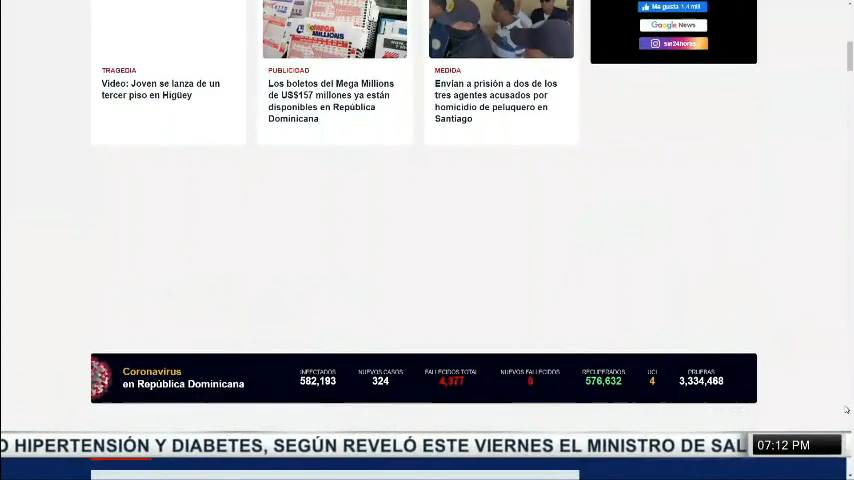 Me gusta 1,4 mill
Google News
sin24horas
MEGA
MILLIONS
TRAGEDIA
Video: Joven se lanza de un
tercer piso en Higüey
PUBLICIDAD
Los boletos del Mega Millions
de US$157 millones ya están
disponibles en República
Dominicana
MEDIDA
Envían a prisión a dos de los
tres agentes acusados por
homicidio de peluquero en
Santiago
Coronavirus
en República Dominicana
INFECTADOS
582,193
NUEVOS CASOS
324
FALLECIDOS TOTAL
4,377
NUEVOS FALLECIDOS
0
RECUPERADOS
576,632
UCI
4
PRUEBAS
3,334,468
O HIPERTENSIÓN Y DIABETES, SEGÚN REVELÓ ESTE VIERNES EL MINISTRO DE SAL
07:12 PM